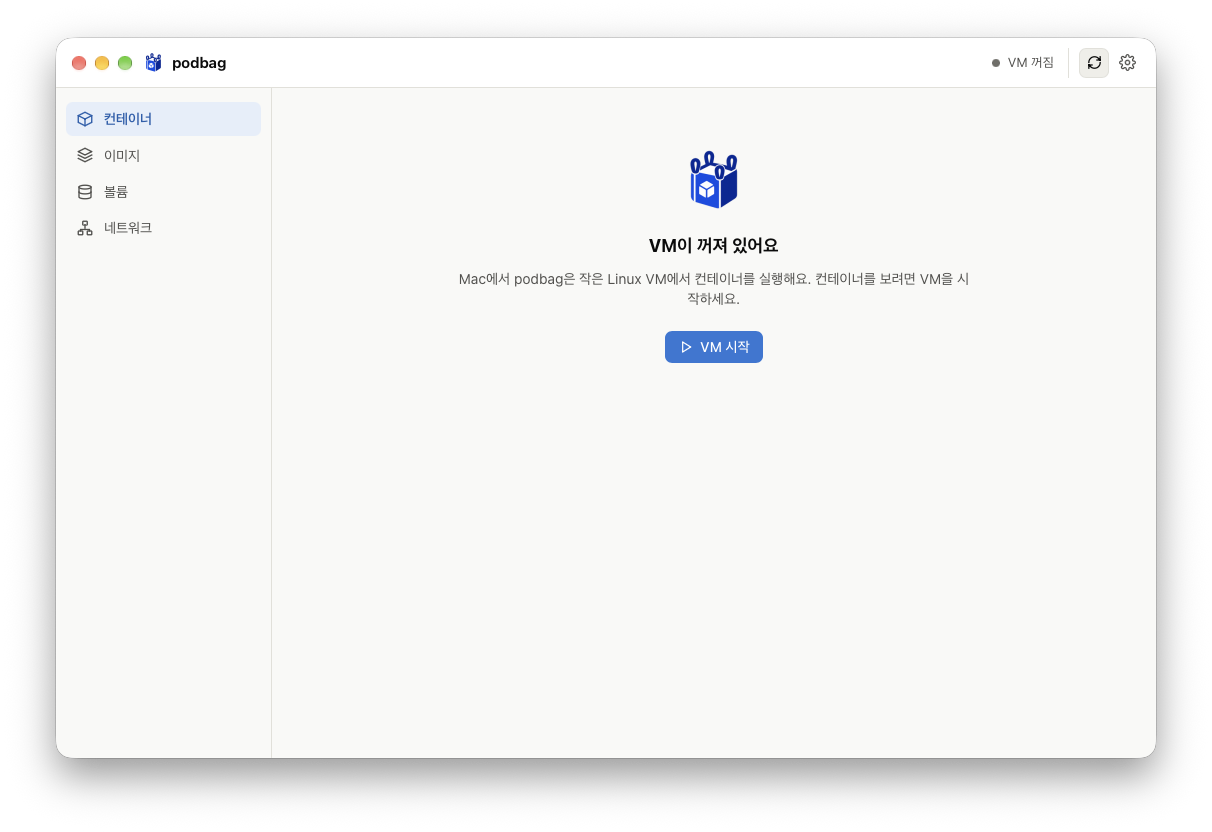 podbag
VM 꺼짐
컨테이너
이미지
볼륨
네트워크
VM이 꺼져 있어요
Mac에서 podbag은 작은 Linux VM에서 컨테이너를 실행해요. 컨테이너를 보려면 VM을 시
작하세요.
VM 시작